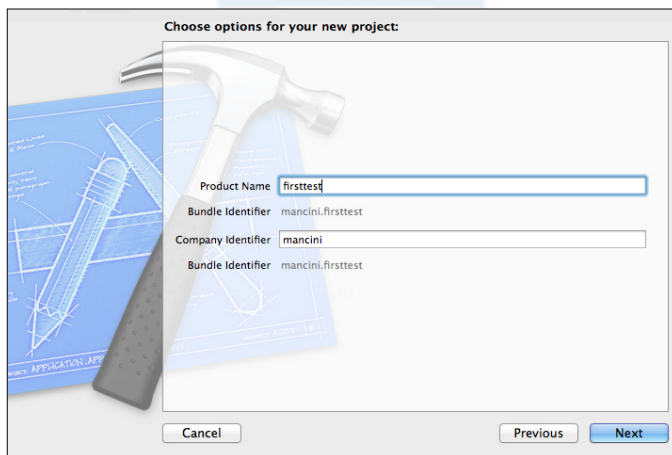 Choose options for your new project:
Product Name firsttest
Bundle Identifier mancini.firsttest
Company Identifier mancini
Bundle Identifier mancini.firsttest
Cancel Previous Next